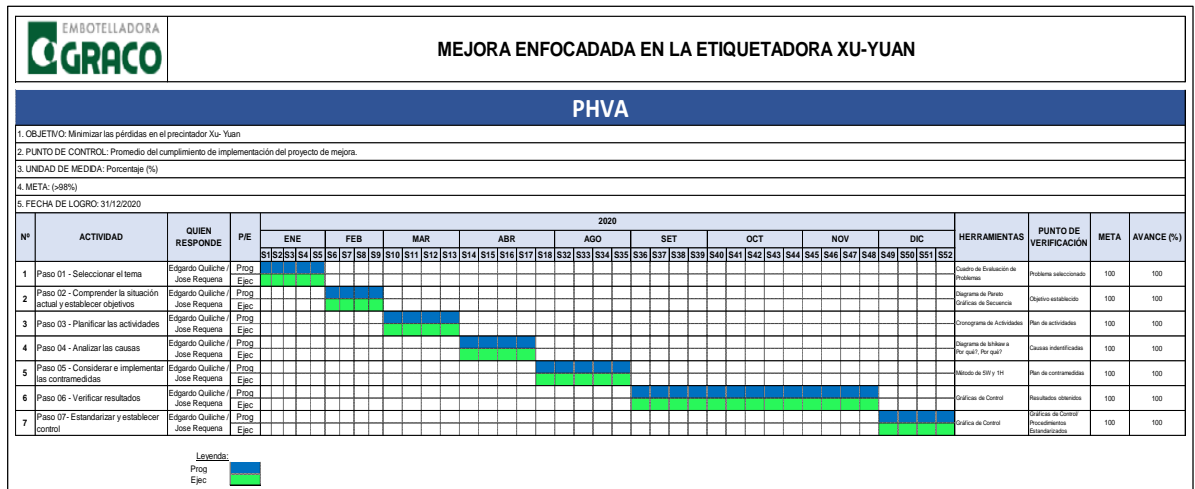 EMBOTELLADORA
GRACO
MEJORA ENFOCADADA EN LA ETIQUETADORA XU-YUAN
PHVA
1. OBJETIVO: Minimizar las pérdidas en el precintador Xu- Yuan
2. PUNTO DE CONTROL: Promedio del cumplimiento de implementación del proyecto de mejora.
3. UNIDAD DE MEDIDA: Porcentaje (%)
4. META: (>98%)
5. FECHA DE LOGRO: 31/12/2020
Nº ACTIVIDAD QUIEN RESPONDE P/E 2020 HERRAMIENTAS PUNTO DE VERIFICACIÓN META AVANCE (%)
ENE FEB MAR ABR AGO SET OCT NOV DIC
S1 S2 S3 S4 S5 S6 S7 S8 S9 S10 S11 S12 S13 S14 S15 S16 S17 S18 S32 S33 S34 S35 S36 S37 S38 S39 S40 S41 S42 S43 S44 S45 S46 S47 S48 S49 S50 S51 S52
1 Paso 01 - Seleccionar el tema Edgardo Quiliche / Jose Requena Prog Ejec Cuadro de Evaluación de Problemas Problema seleccionado 100 100
2 Paso 02 - Comprender la situación actual y establecer objetivos Edgardo Quiliche / Jose Requena Prog Ejec Diagrama de Pareto Gráficas de Secuencia Objetivo establecido 100 100
3 Paso 03 - Planificar las actividades Edgardo Quiliche / Jose Requena Prog Ejec Cronograma de Actividades Plan de actividades 100 100
4 Paso 04 - Analizar las causas Edgardo Quiliche / Jose Requena Prog Ejec Diagrama de Ishikaw a Por qué?, Por qué? Causas indentificadas 100 100
5 Paso 05 - Considerar e implementar las contramedidas Edgardo Quiliche / Jose Requena Prog Ejec Método de 5W y 1H Plan de contramedidas 100 100
6 Paso 06 - Verificar resultados Edgardo Quiliche / Jose Requena Prog Ejec Gráficas de Control Resultados obtenidos 100 100
7 Paso 07- Estandarizar y establecer control Edgardo Quiliche / Jose Requena Prog Ejec Gráfica de Control Gráficas de Control/ Procedimientos Estandarizados 100 100
Leyenda:
Prog
Ejec